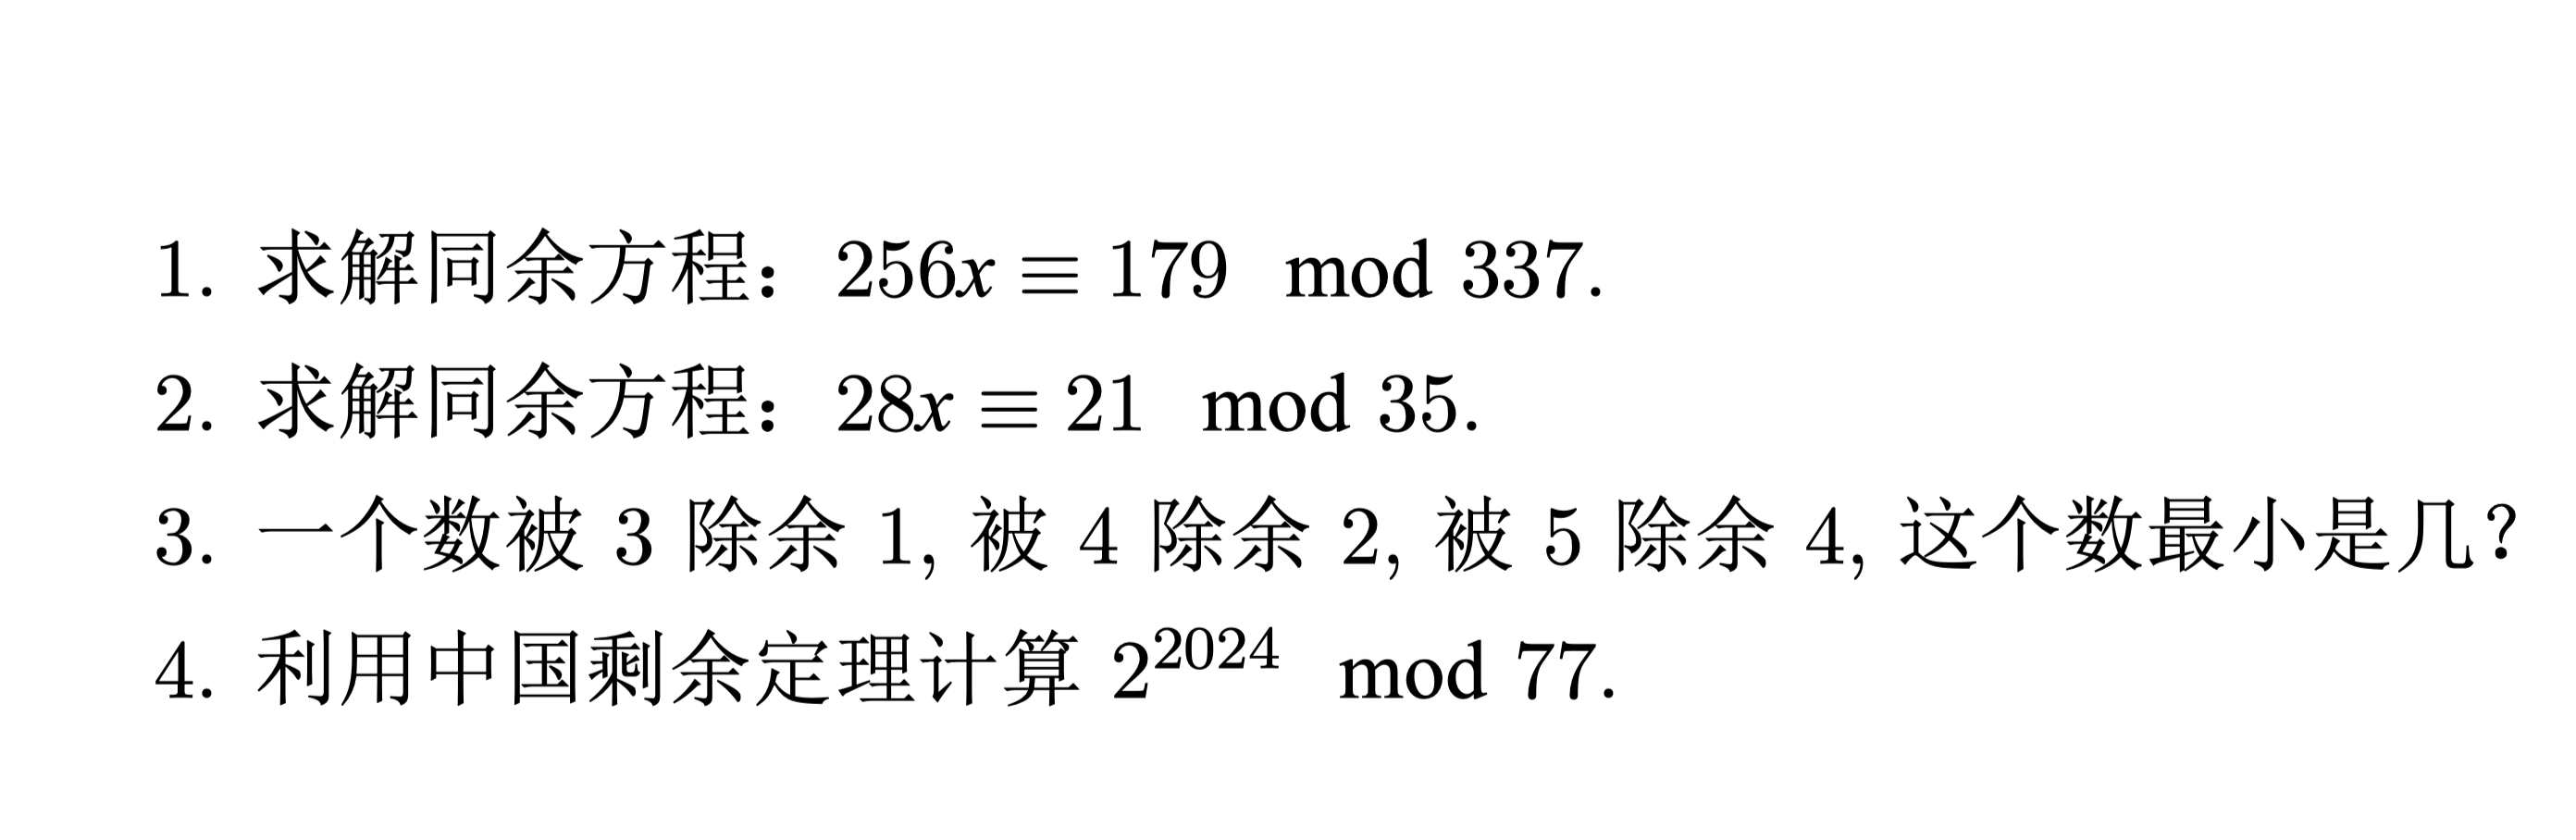 1. 求解同余方程：256x ≡ 179 mod 337.
2. 求解同余方程：28x ≡ 21 mod 35.
3. 一个数被 3 除余 1, 被 4 除余 2, 被 5 除余 4, 这个数最小是几?
4. 利用中国剩余定理计算 2^2024 mod 77.